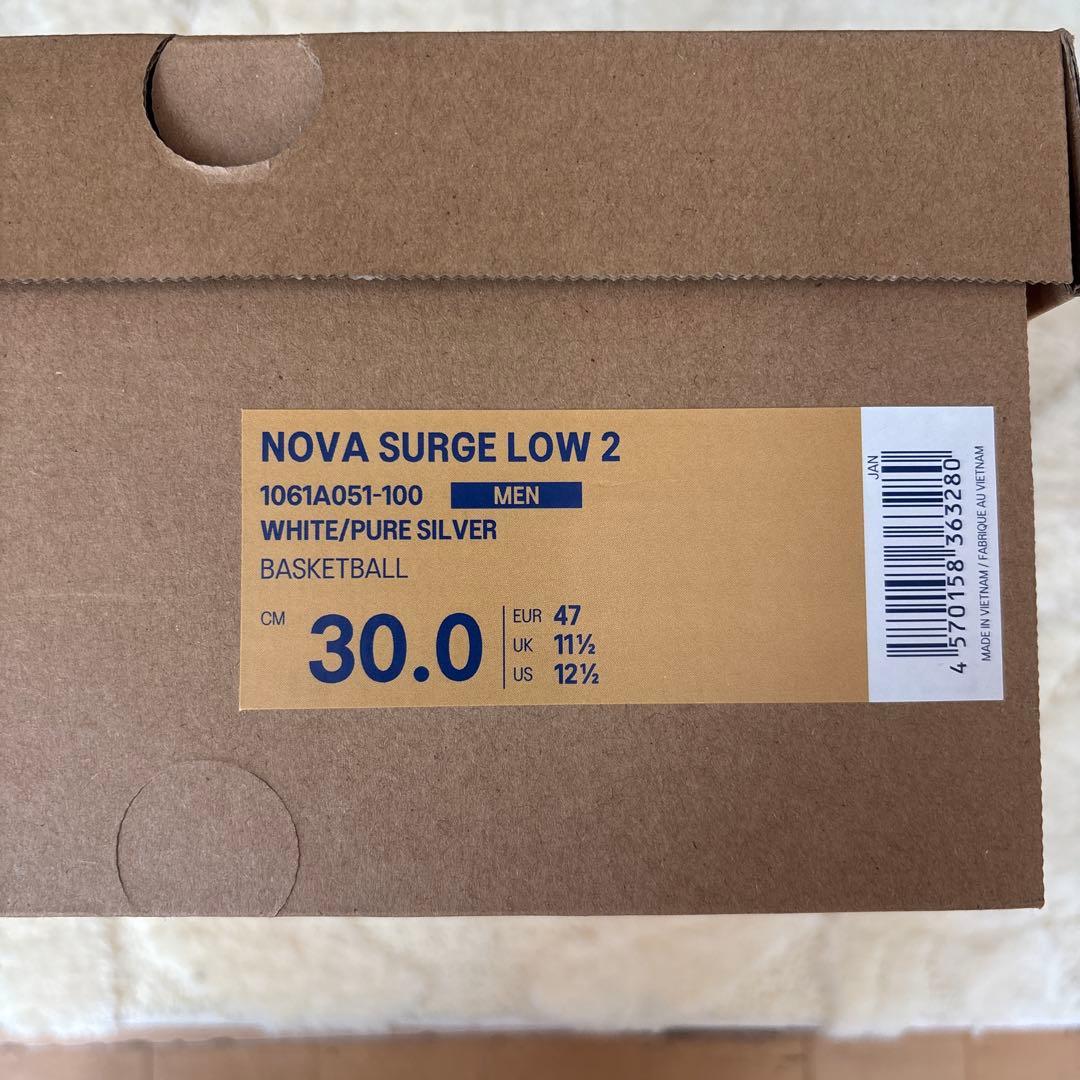 NOVA SURGE LOW 2
1061A051-100 MEN
WHITE/PURE SILVER
BASKETBALL
CM 30.0
EUR 47
UK 11½
US 12½
JAN
4 570158 363280
MADE IN VIETNAM / FABRIQUE AU VIETNAM